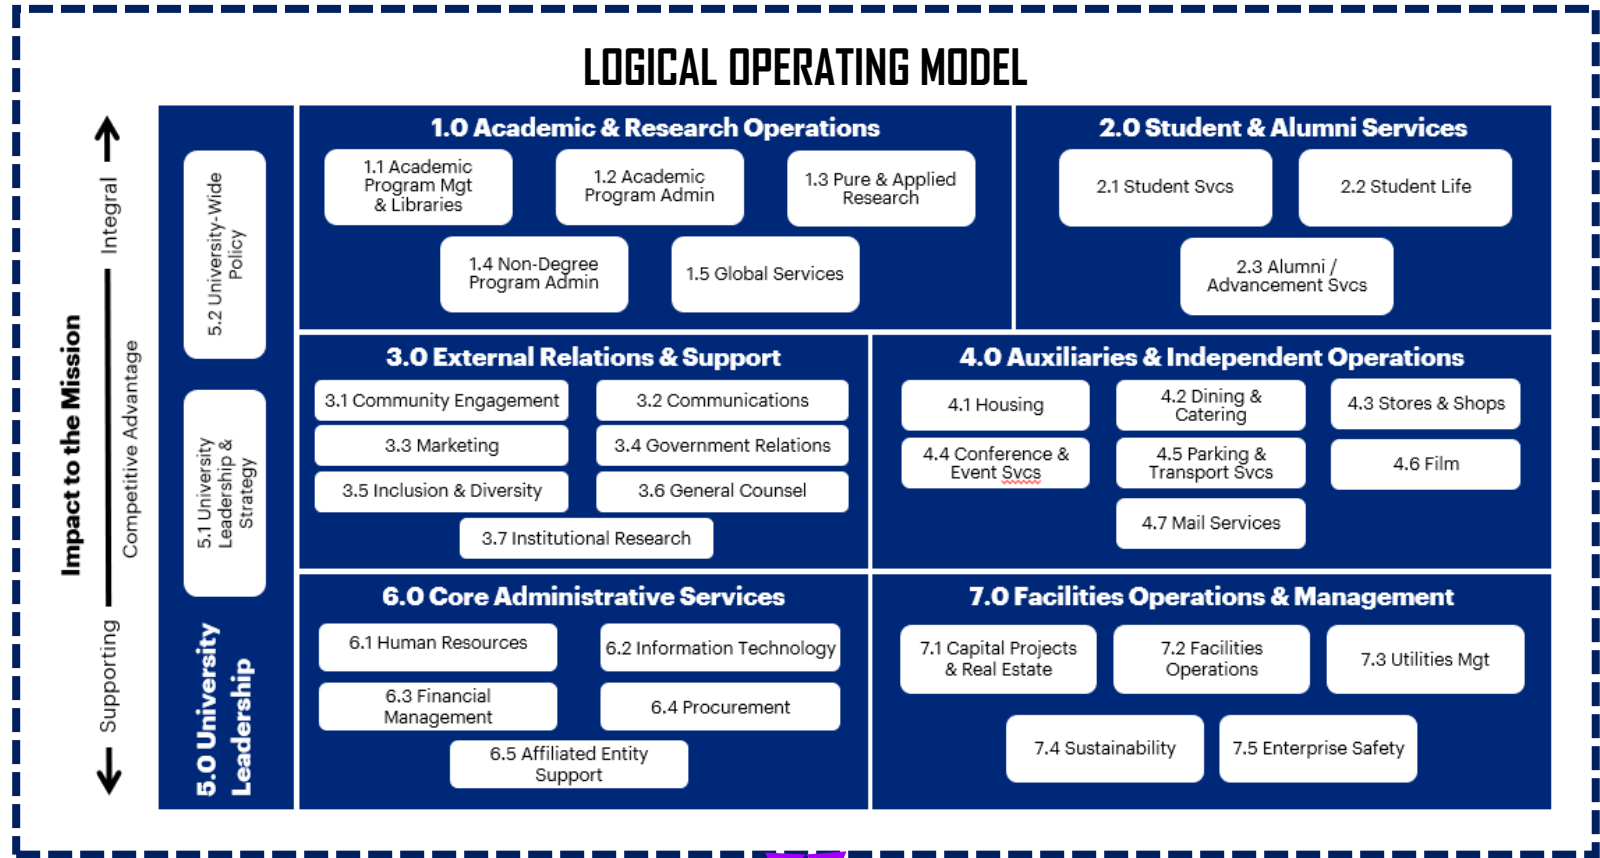 LOGICAL OPERATING MODEL
Impact to the Mission
Integral
Competitive Advantage
Supporting
5.0 University
Leadership
5.2 University-Wide
Policy
5.1 University
Leadership &
Strategy
1.0 Academic & Research Operations
1.1 Academic
Program Mgt
& Libraries
1.2 Academic
Program Admin
1.3 Pure & Applied
Research
1.4 Non-Degree
Program Admin
1.5 Global Services
2.0 Student & Alumni Services
2.1 Student Svcs
2.2 Student Life
2.3 Alumni /
Advancement Svcs
3.0 External Relations & Support
3.1 Community Engagement
3.2 Communications
3.3 Marketing
3.4 Government Relations
3.5 Inclusion & Diversity
3.6 General Counsel
3.7 Institutional Research
4.0 Auxiliaries & Independent Operations
4.1 Housing
4.2 Dining &
Catering
4.3 Stores & Shops
4.4 Conference &
Event Svcs
4.5 Parking &
Transport Svcs
4.6 Film
4.7 Mail Services
6.0 Core Administrative Services
6.1 Human Resources
6.2 Information Technology
6.3 Financial
Management
6.4 Procurement
6.5 Affiliated Entity
Support
7.0 Facilities Operations & Management
7.1 Capital Projects
& Real Estate
7.2 Facilities
Operations
7.3 Utilities Mgt
7.4 Sustainability
7.5 Enterprise Safety